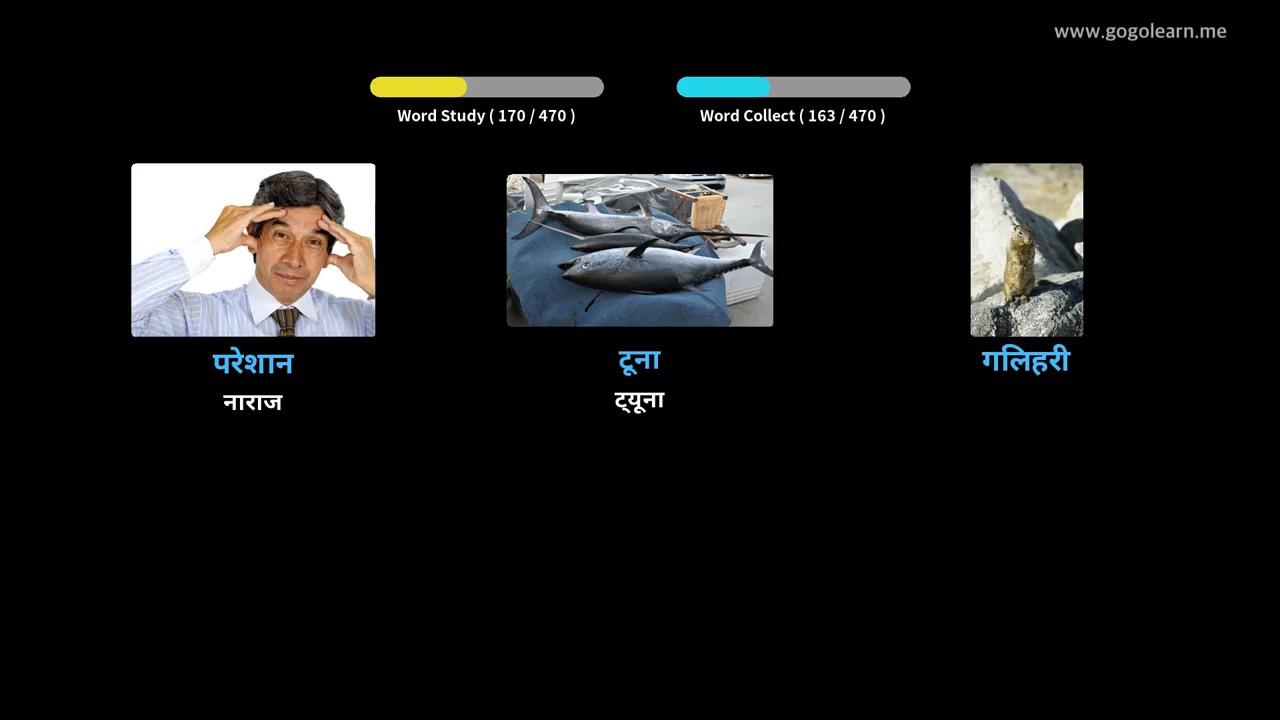 www.gogolearn.me
Word Study ( 170 / 470 )
Word Collect ( 163 / 470 )
परेशान
टूना
गलिहरी
नाराज
ट्यूना